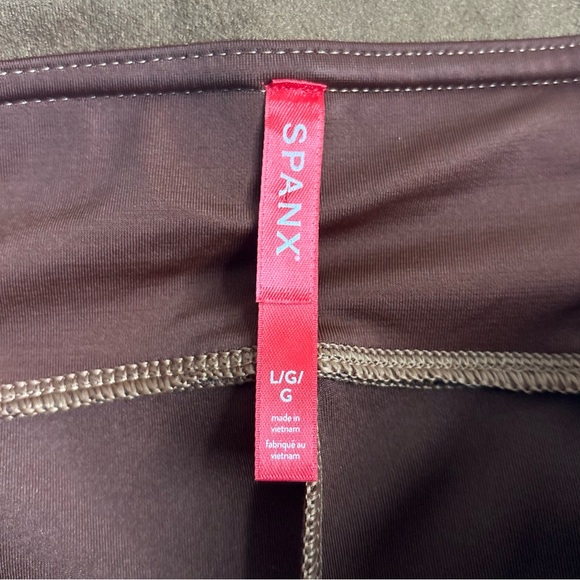 SPANX
L/G/
G
made in
vietnam
fabriqué au
vietnam